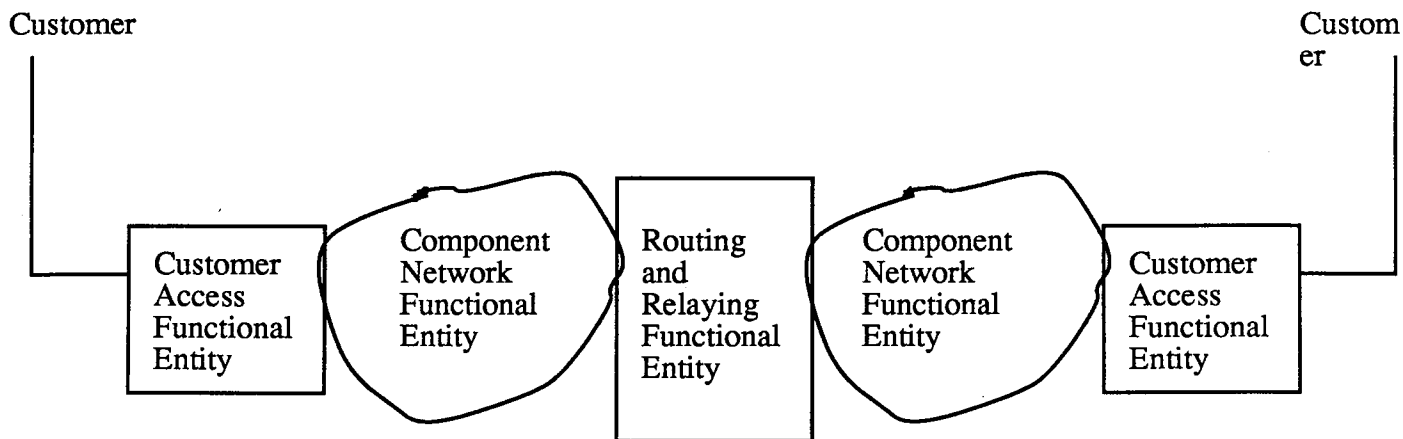 Customer
Custom
er
Customer
Access
Functional
Entity
Component
Network
Functional
Entity
Routing
and
Relaying
Functional
Entity
Component
Network
Functional
Entity
Customer
Access
Functional
Entity